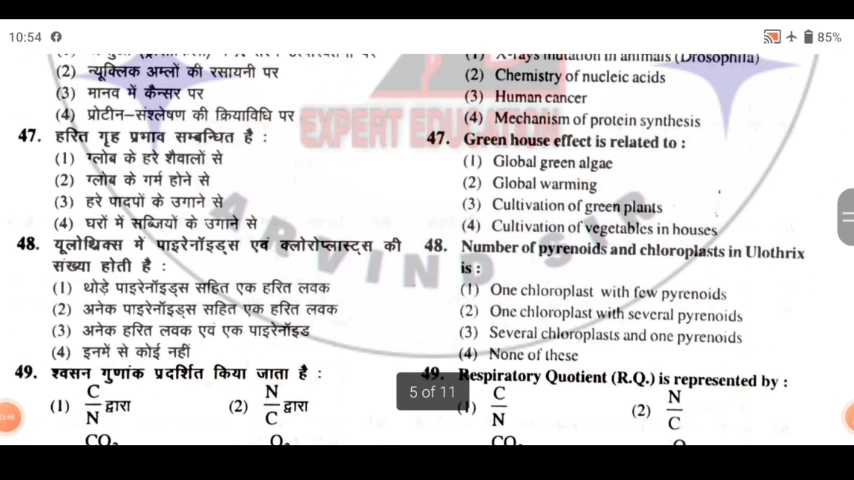 10:54
85%
(2) न्यूक्लिक अम्लों की रसायनी पर
(3) मानव में कैन्सर पर
(4) प्रोटीन-संश्लेषण की क्रियाविधि पर
47. हरित गृह प्रभाव सम्बन्धित है :
(1) ग्लोब के हरे शैवालों से
(2) ग्लोब के गर्म होने से
(3) हरे पादपों के उगाने से
(4) घरों में सब्जियों के उगाने से
48. यूलोथ्रिक्स में पाइरेनॉइड्स एवं क्लोरोप्लास्ट्स की
संख्या होती है :
(1) थोड़े पाइरेनॉइड्स सहित एक हरित लवक
(2) अनेक पाइरेनॉइड्स सहित एक हरित लवक
(3) अनेक हरित लवक एवं एक पाइरेनॉइड
(4) इनमें से कोई नहीं
49. श्वसन गुणांक प्रदर्शित किया जाता है :
(1) C/N द्वारा (2) N/C द्वारा
CO₂ O₂
(1) X-rays mutation in animals (Drosophila)
(2) Chemistry of nucleic acids
(3) Human cancer
(4) Mechanism of protein synthesis
47. Green house effect is related to :
(1) Global green algae
(2) Global warming
(3) Cultivation of green plants
(4) Cultivation of vegetables in houses
48. Number of pyrenoids and chloroplasts in Ulothrix
is :
(1) One chloroplast with few pyrenoids
(2) One chloroplast with several pyrenoids
(3) Several chloroplasts and one pyrenoids
(4) None of these
49. Respiratory Quotient (R.Q.) is represented by :
(1) C/N (2) N/C
CO₂
5 of 11
EXPERT EDUCATION
ARVIND SIR